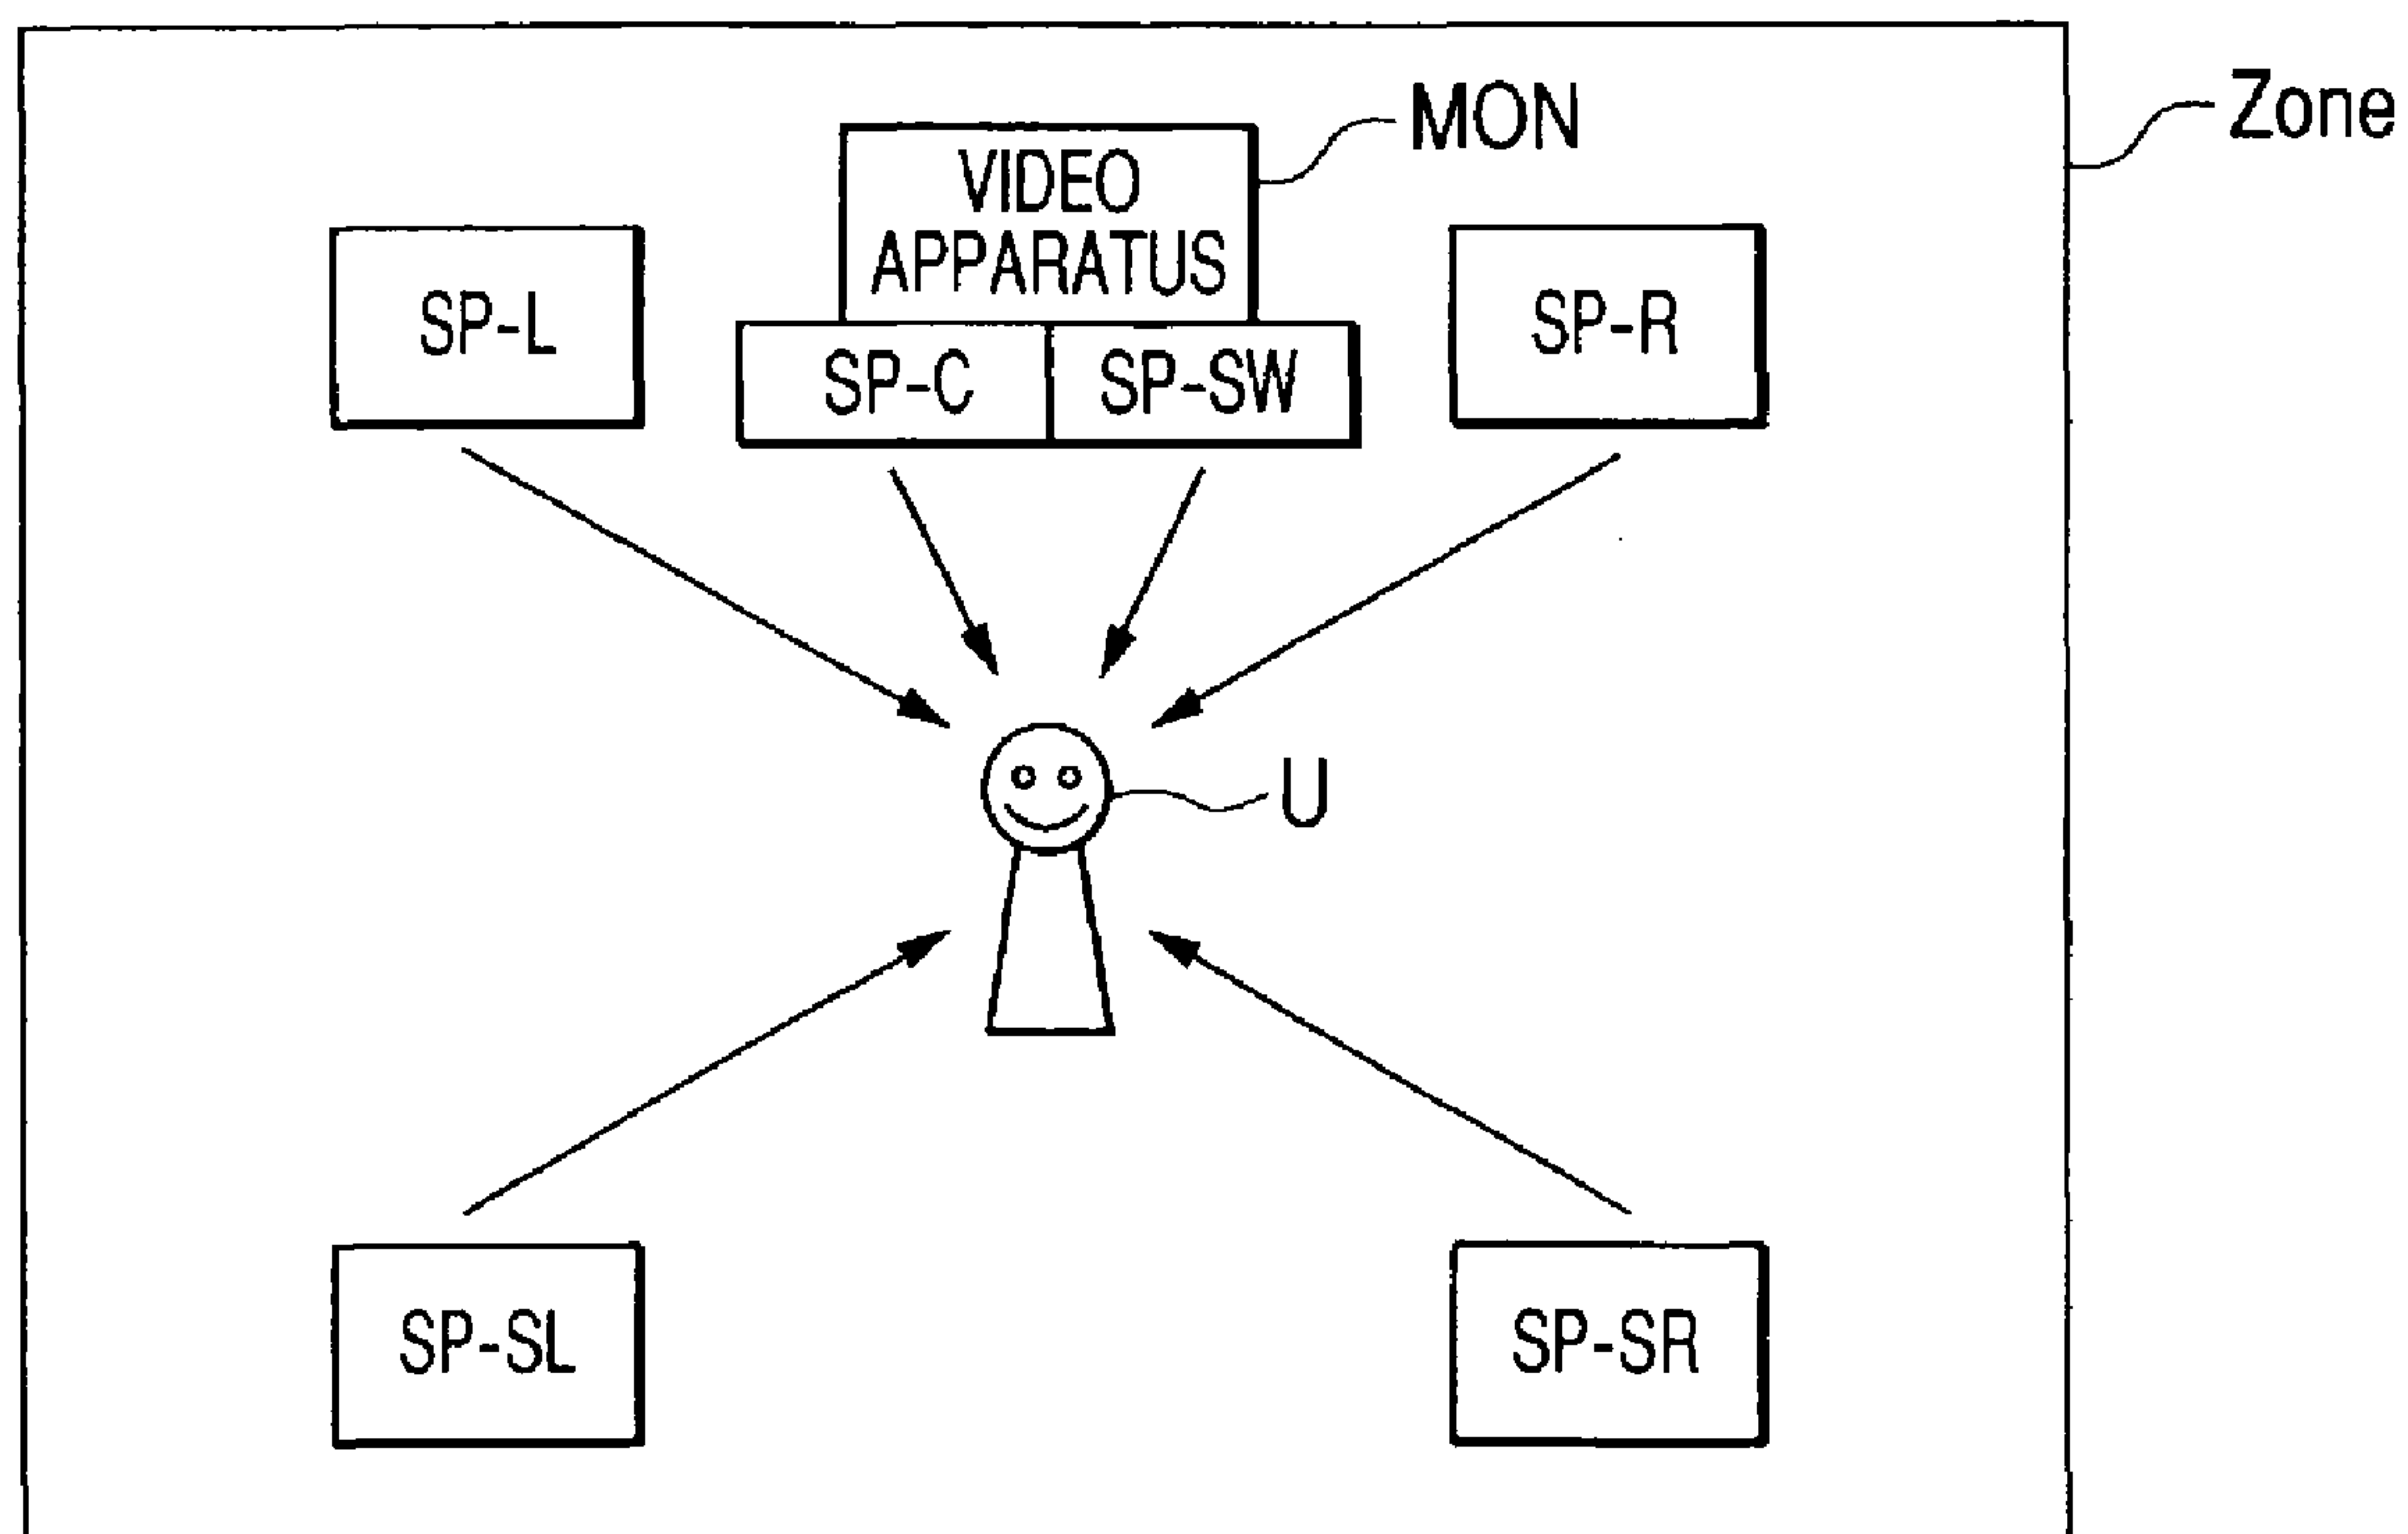 Zone
MON
VIDEO
APPARATUS
SP-L
SP-R
SP-C
SP-SW
U
SP-SL
SP-SR